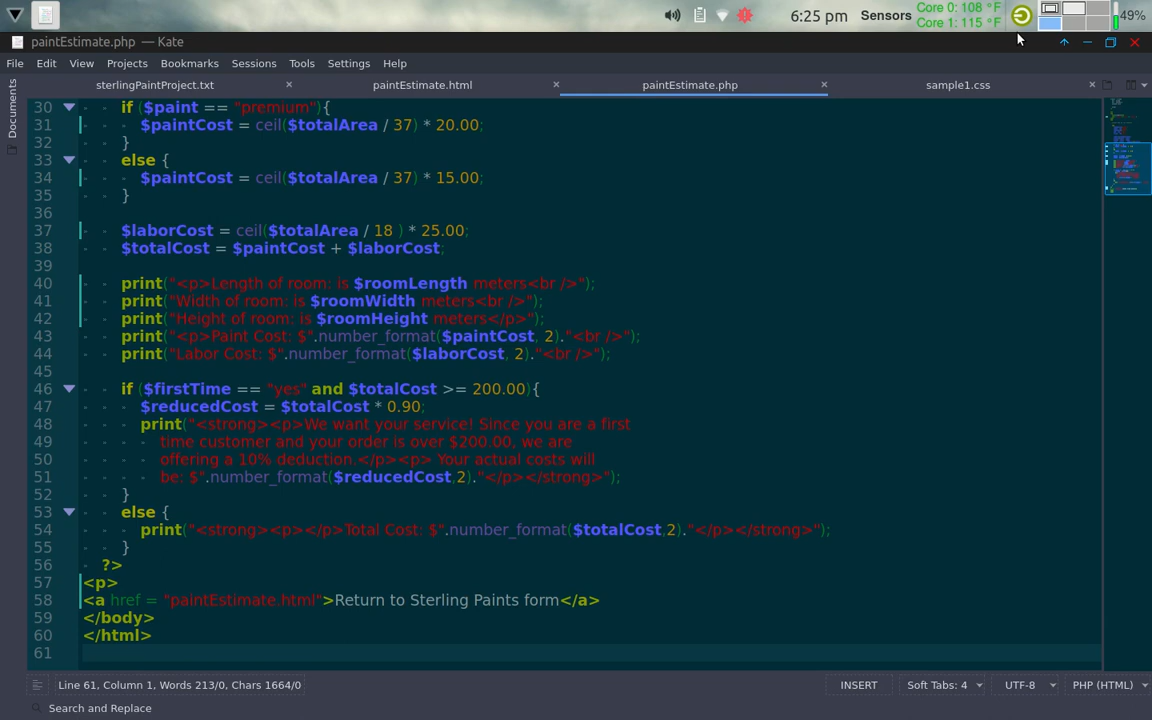 6:25 pm
Sensors
Core 0: 108 °F
Core 1: 115 °F
49%
paintEstimate.php — Kate
File Edit View Projects Bookmarks Sessions Tools Settings Help
Documents
sterlingPaintProject.txt
paintEstimate.html
paintEstimate.php
sample1.css
30 if ($paint == "premium"){
31 $paintCost = ceil($totalArea / 37) * 20.00;
32 }
33 else {
34 $paintCost = ceil($totalArea / 37) * 15.00;
35 }
36
37 $laborCost = ceil($totalArea / 18 ) * 25.00;
38 $totalCost = $paintCost + $laborCost;
39
40 print("<p>Length of room: is $roomLength meters<br />");
41 print("Width of room: is $roomWidth meters<br />");
42 print("Height of room: is $roomHeight meters</p>");
43 print("<p>Paint Cost: $".number_format($paintCost, 2)."<br />");
44 print("Labor Cost: $".number_format($laborCost, 2)."<br />");
45
46 if ($firstTime == "yes" and $totalCost >= 200.00){
47 $reducedCost = $totalCost * 0.90;
48 print("<strong><p>We want your service! Since you are a first
49 time customer and your order is over $200.00, we are
50 offering a 10% deduction.</p><p> Your actual costs will
51 be: $".number_format($reducedCost,2)."</p></strong>");
52 }
53 else {
54 print("<strong><p></p>Total Cost: $".number_format($totalCost,2)."</p></strong>");
55 }
56 ?>
57 <p>
58 <a href = "paintEstimate.html">Return to Sterling Paints form</a>
59 </body>
60 </html>
61
Line 61, Column 1, Words 213/0, Chars 1664/0
INSERT
Soft Tabs: 4
UTF-8
PHP (HTML)
Search and Replace